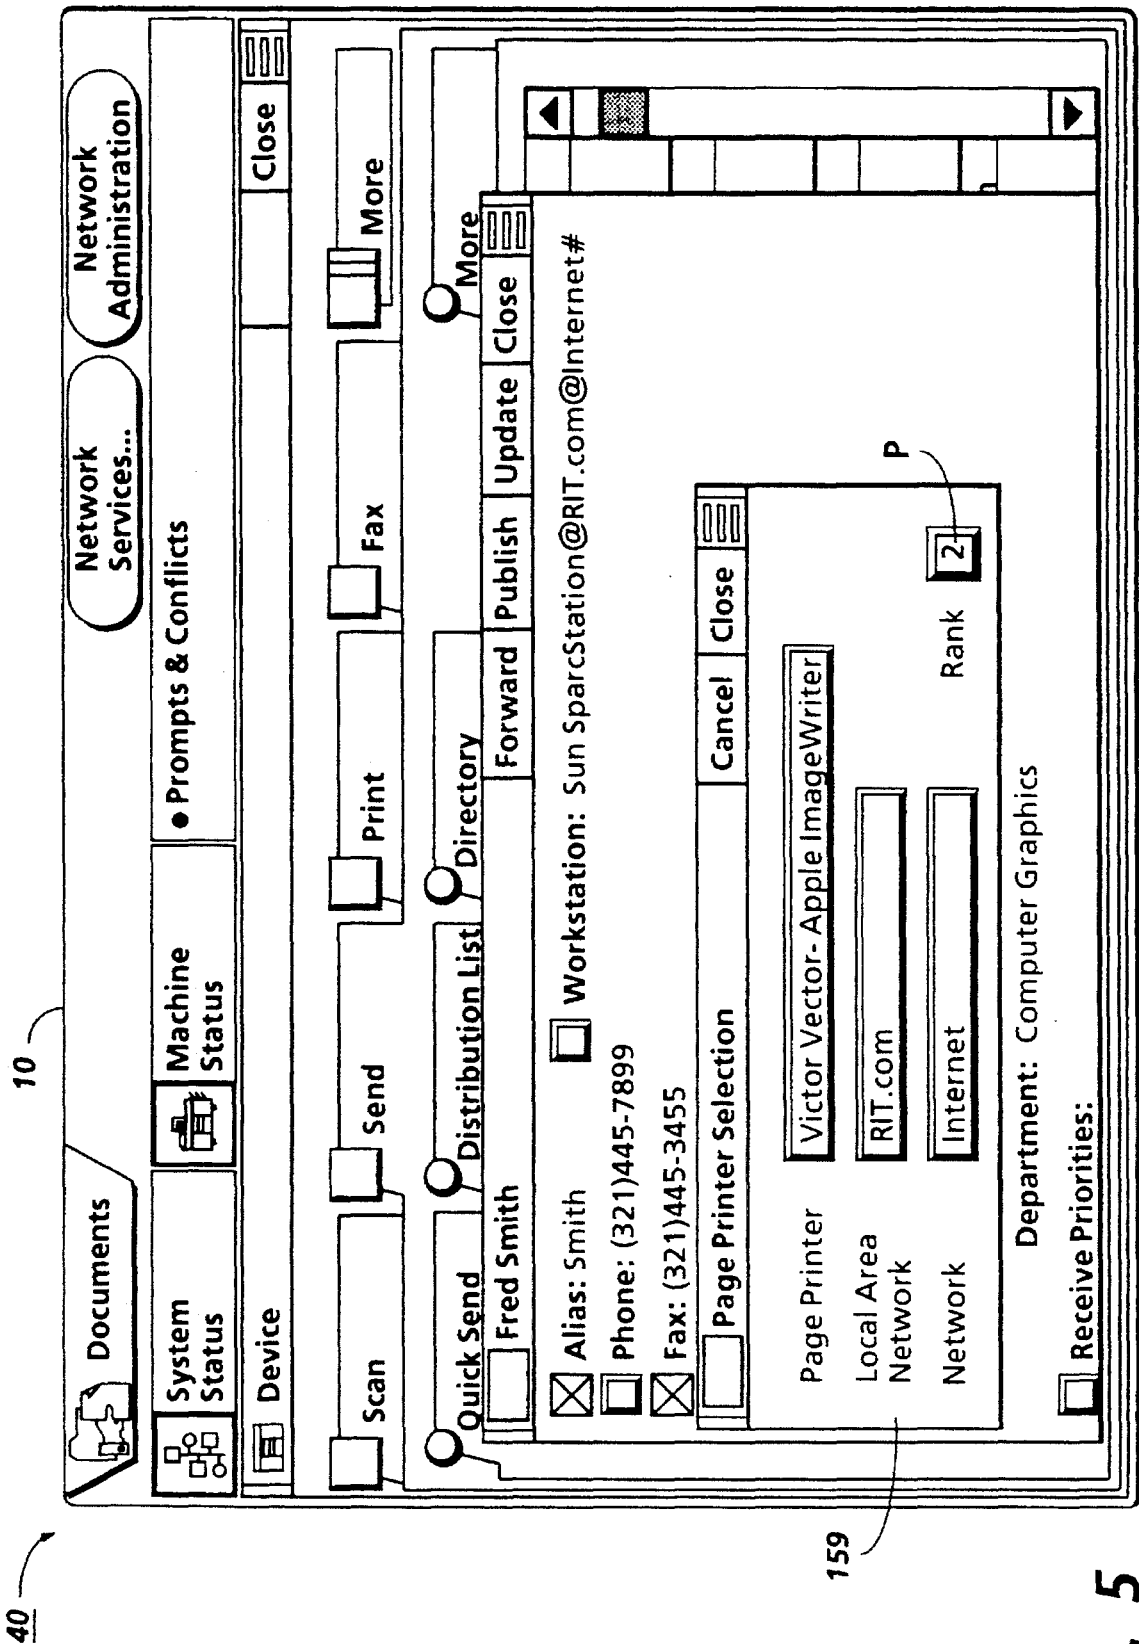 40
10
Documents
Network Services...
Network Administration
System Status
Machine Status
● Prompts & Conflicts
Device
Close
Scan
Send
Print
Fax
More
Quick Send
Distribution List
Directory
More
Fred Smith
Forward
Publish
Update
Close
Alias: Smith
Workstation: Sun SparcStation@RIT.com@Internet#
Phone: (321)445-7899
Fax: (321)445-3455
Page Printer Selection
Cancel
Close
Page Printer
Victor Vector- Apple ImageWriter
Local Area Network
RIT.com
Network
Internet
Rank
2
P
159
Department: Computer Graphics
Receive Priorities:
5